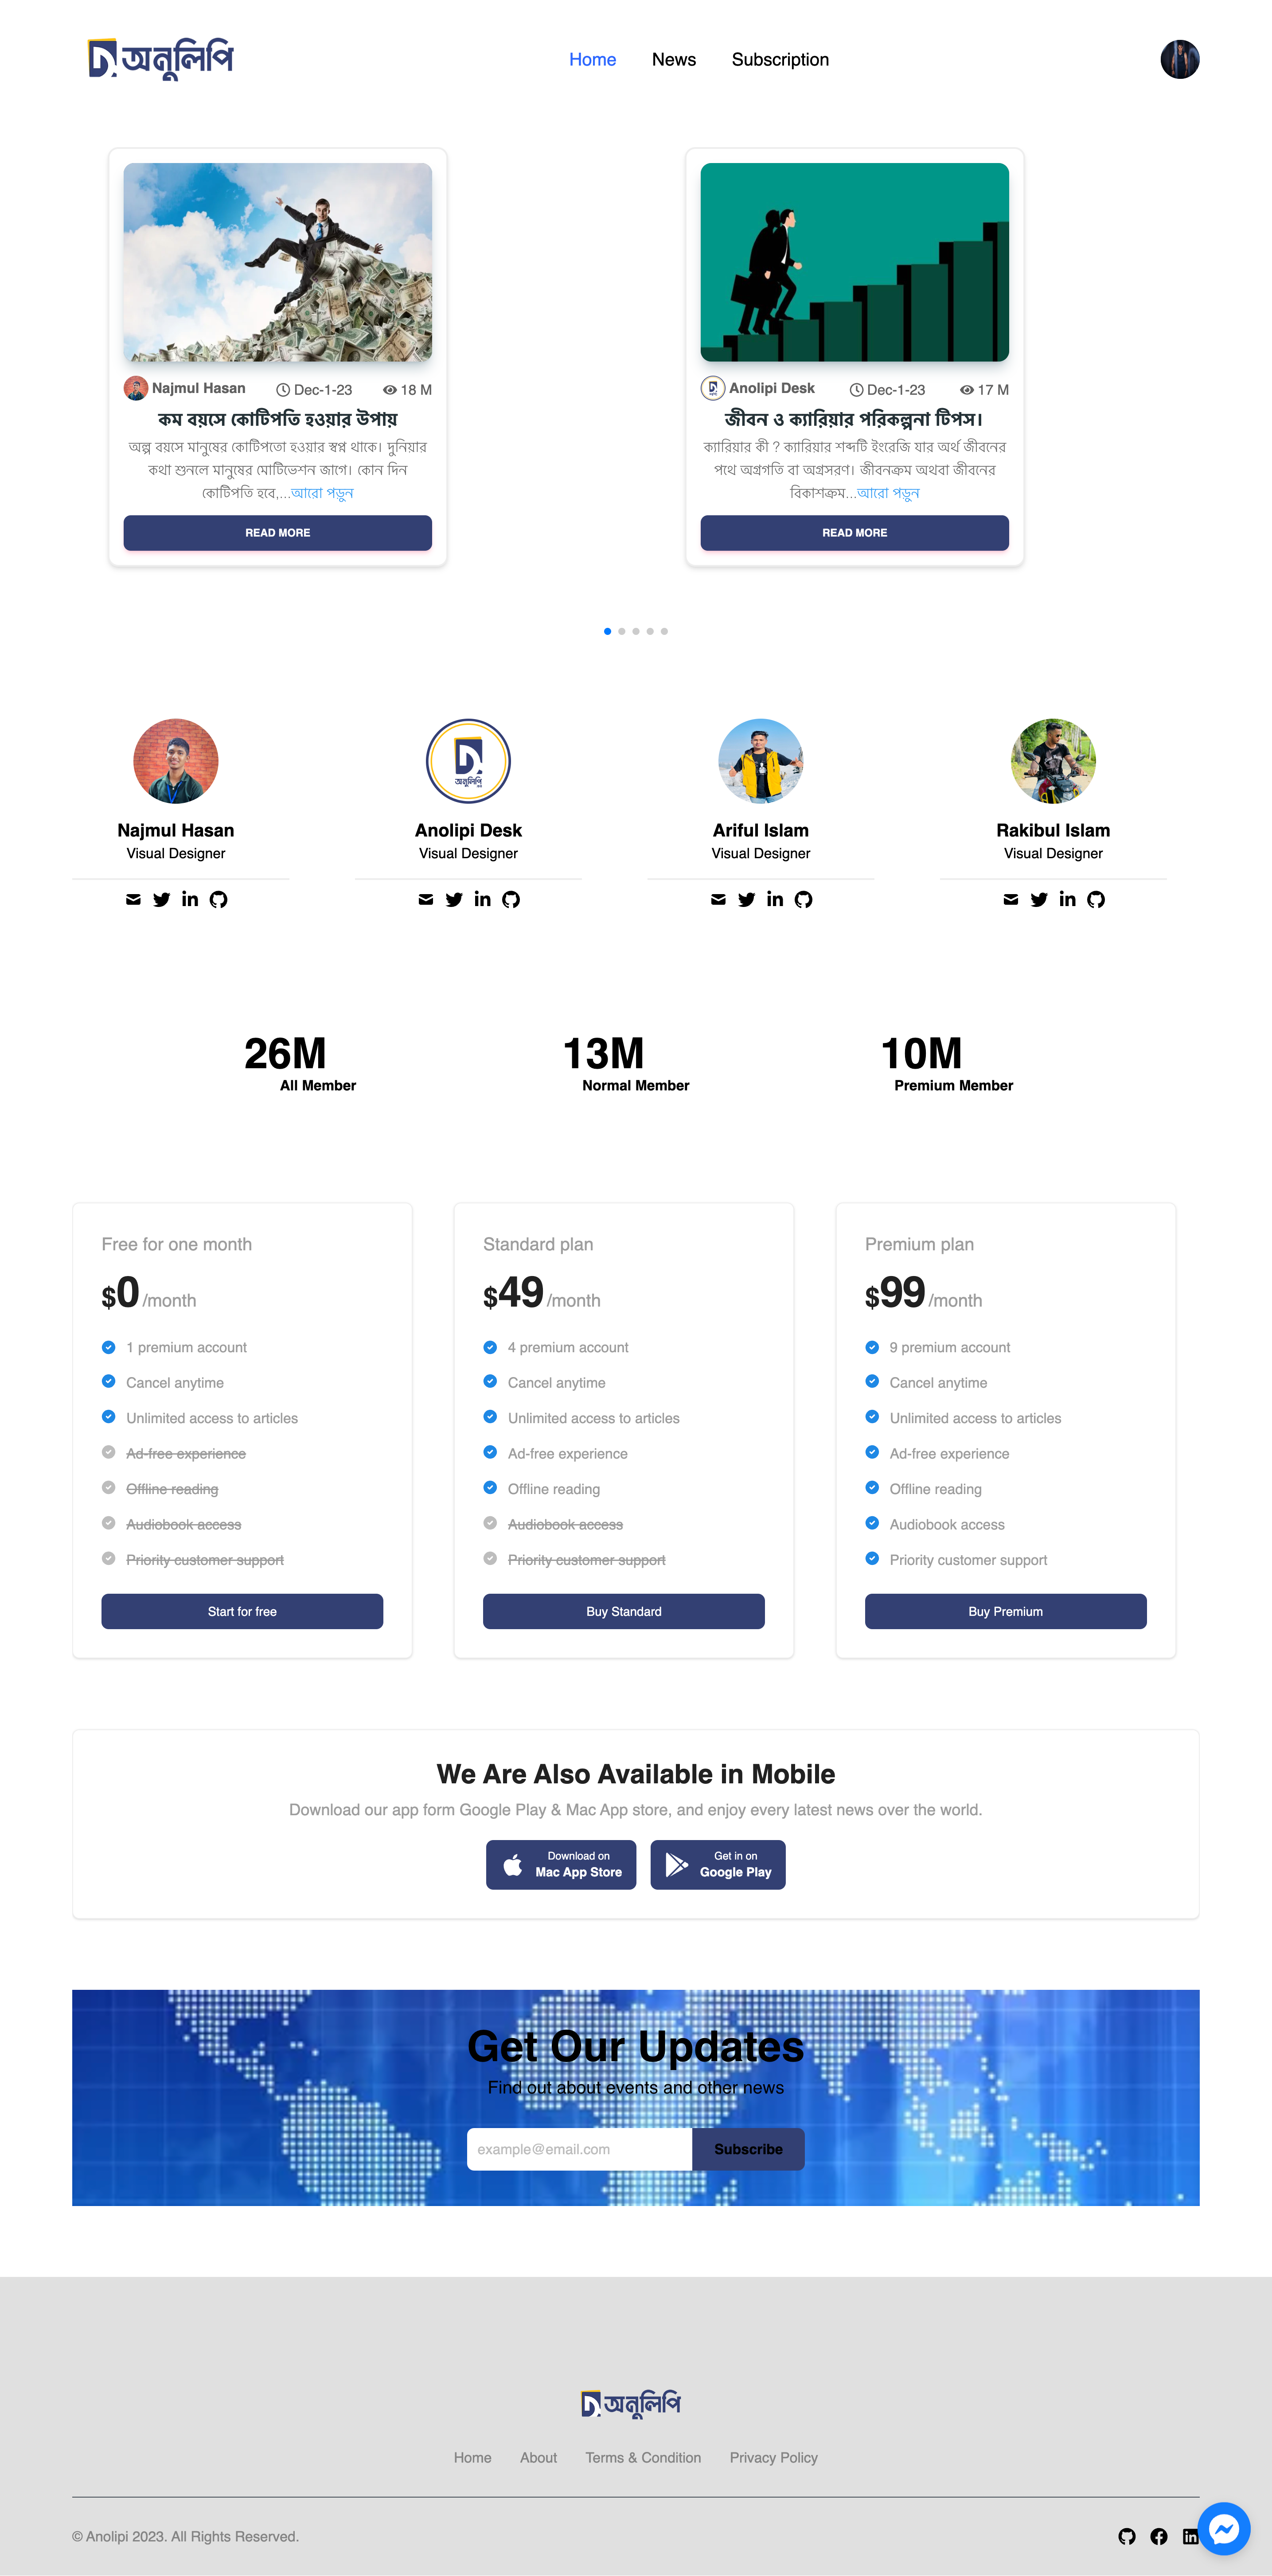 অনুলিপি
Home
News
Subscription
Najmul Hasan
Dec-1-23
18 M
কম বয়সে কোটিপতি হওয়ার উপায়
অল্প বয়সে মানুষের কোটিপতো হওয়ার স্বপ্ন থাকে। দুনিয়ার
কথা শুনলে মানুষের মোটিভেশন জাগে। কোন দিন
কোটিপতি হবে,...আরো পড়ুন
READ MORE
Anolipi Desk
Dec-1-23
17 M
জীবন ও ক্যারিয়ার পরিকল্পনা টিপস।
ক্যারিয়ার কী ? ক্যারিয়ার শব্দটি ইংরেজি যার অর্থ জীবনের
পথে অগ্রগতি বা অগ্রসরণ। জীবনক্রম অথবা জীবনের
বিকাশক্রম...আরো পড়ুন
READ MORE
অনুলিপি
Najmul Hasan
Visual Designer
Anolipi Desk
Visual Designer
Ariful Islam
Visual Designer
Rakibul Islam
Visual Designer
26M
All Member
13M
Normal Member
10M
Premium Member
Free for one month
$0/month
1 premium account
Cancel anytime
Unlimited access to articles
Ad-free experience
Offline reading
Audiobook access
Priority customer support
Start for free
Standard plan
$49/month
4 premium account
Cancel anytime
Unlimited access to articles
Ad-free experience
Offline reading
Audiobook access
Priority customer support
Buy Standard
Premium plan
$99/month
9 premium account
Cancel anytime
Unlimited access to articles
Ad-free experience
Offline reading
Audiobook access
Priority customer support
Buy Premium
We Are Also Available in Mobile
Download our app form Google Play & Mac App store, and enjoy every latest news over the world.
Download on
Mac App Store
Get in on
Google Play
Get Our Updates
Find out about events and other news
example@email.com
Subscribe
অনুলিপি
Home
About
Terms & Condition
Privacy Policy
© Anolipi 2023. All Rights Reserved.